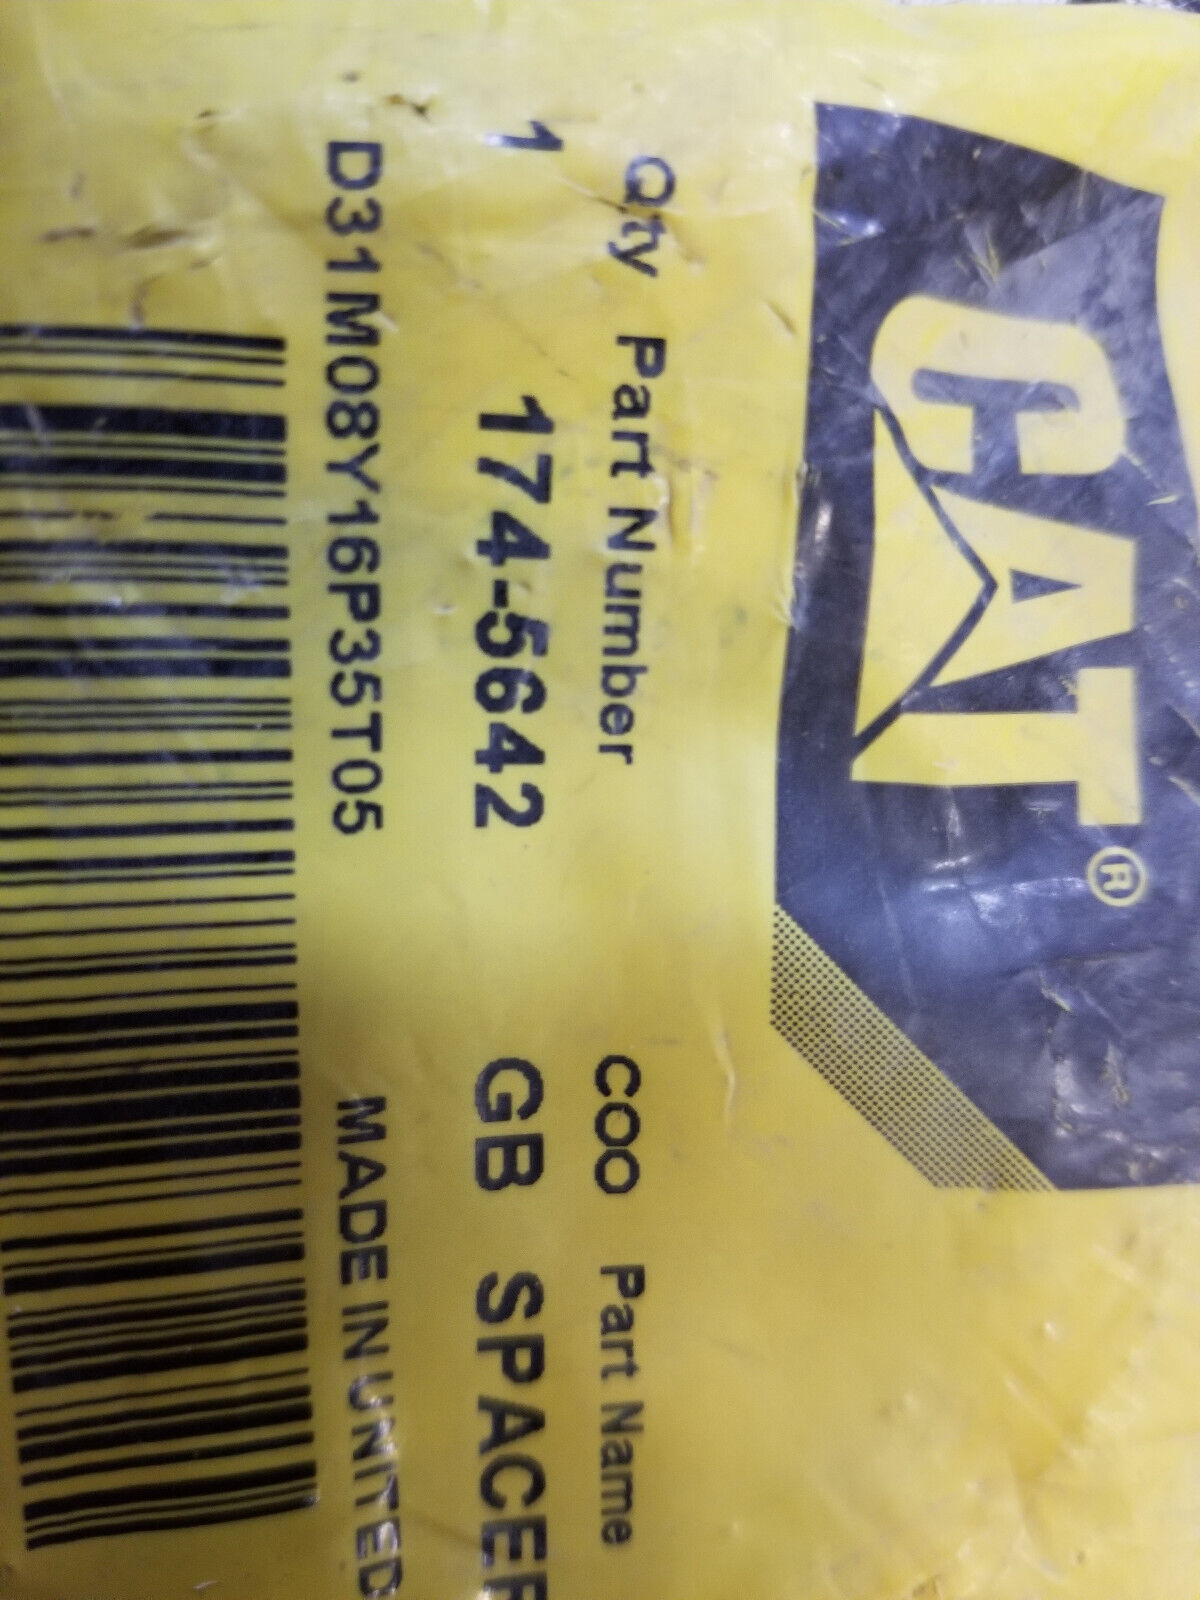 CAT®
Qty Part Number COO Part Name
1 174-5642 GB SPACER
D31M08Y16P35T05 MADE IN UNITED